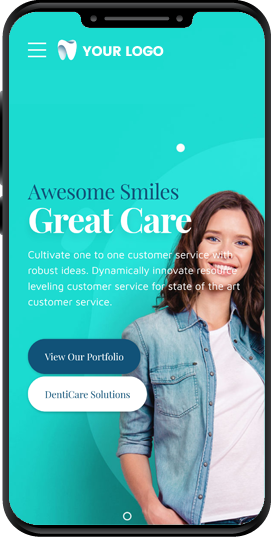 YOUR LOGO
Awesome Smiles
Great Care
Cultivate one to one customer service with
robust ideas. Dynamically innovate resource
leveling customer service for state of the art
customer service.
View Our Portfolio
DentiCare Solutions